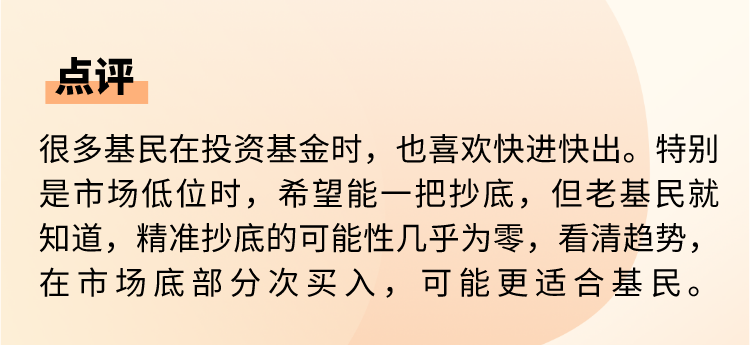 点评
很多基民在投资基金时，也喜欢快进快出。特别
是市场低位时，希望能一把抄底，但老基民就
知道，精准抄底的可能性几乎为零，看清趋势，
在市场底部分次买入，可能更适合基民。